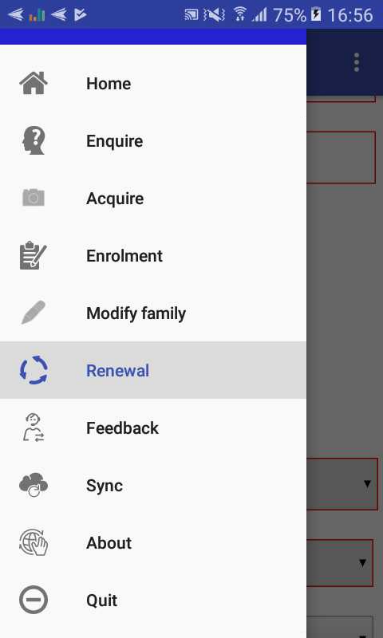 75% 16:56
Home
Enquire
Acquire
Enrolment
Modify family
Renewal
Feedback
Sync
About
Quit